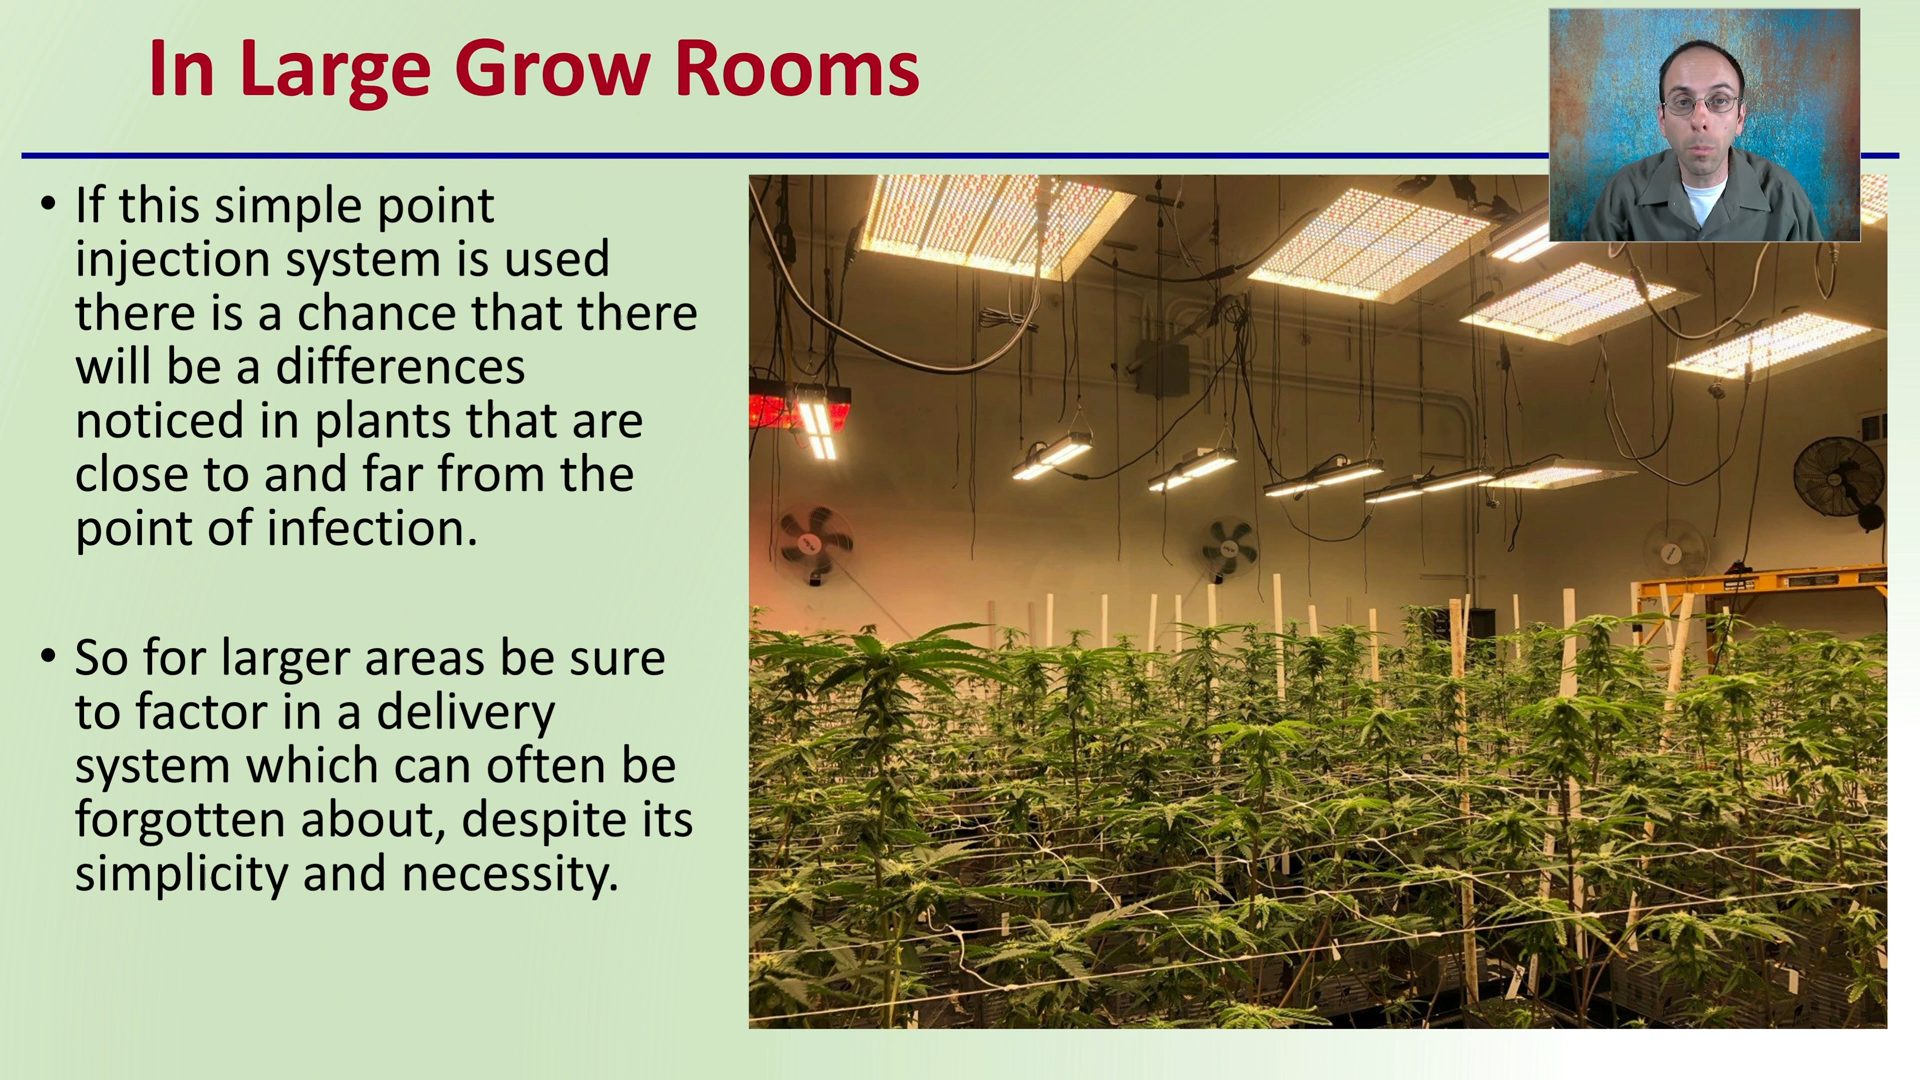 In Large Grow Rooms
• If this simple point
injection system is used
there is a chance that there
will be a differences
noticed in plants that are
close to and far from the
point of infection.
• So for larger areas be sure
to factor in a delivery
system which can often be
forgotten about, despite its
simplicity and necessity.